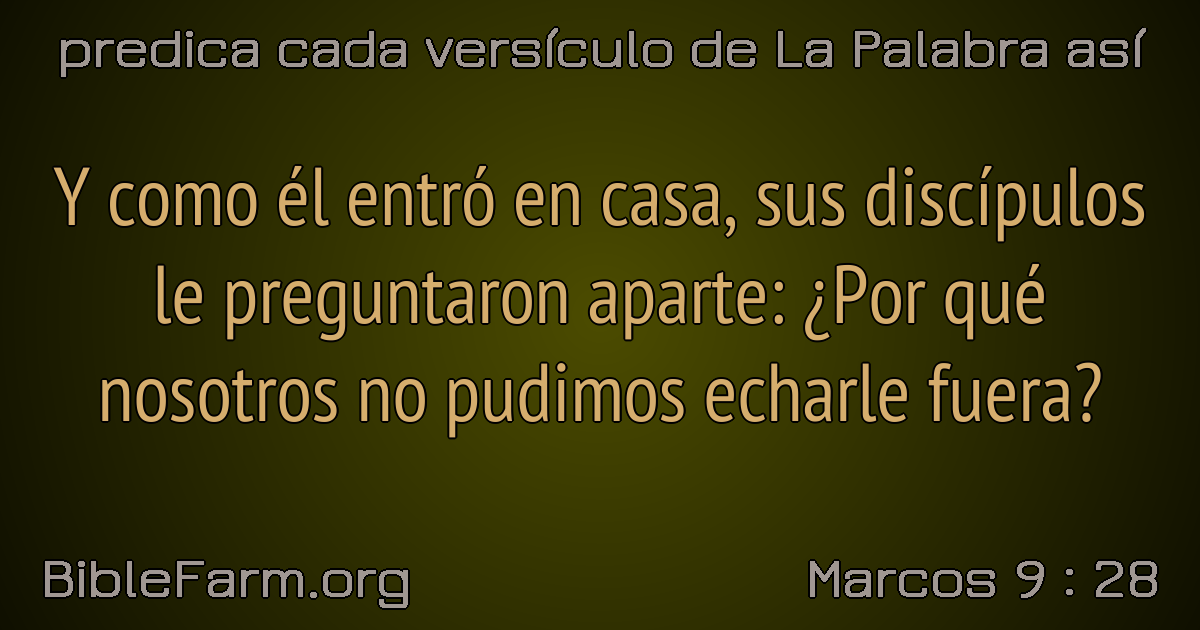 predica cada versículo de La Palabra así
Y como él entró en casa, sus discípulos
le preguntaron aparte: ¿Por qué
nosotros no pudimos echarle fuera?
BibleFarm.org
Marcos 9 : 28